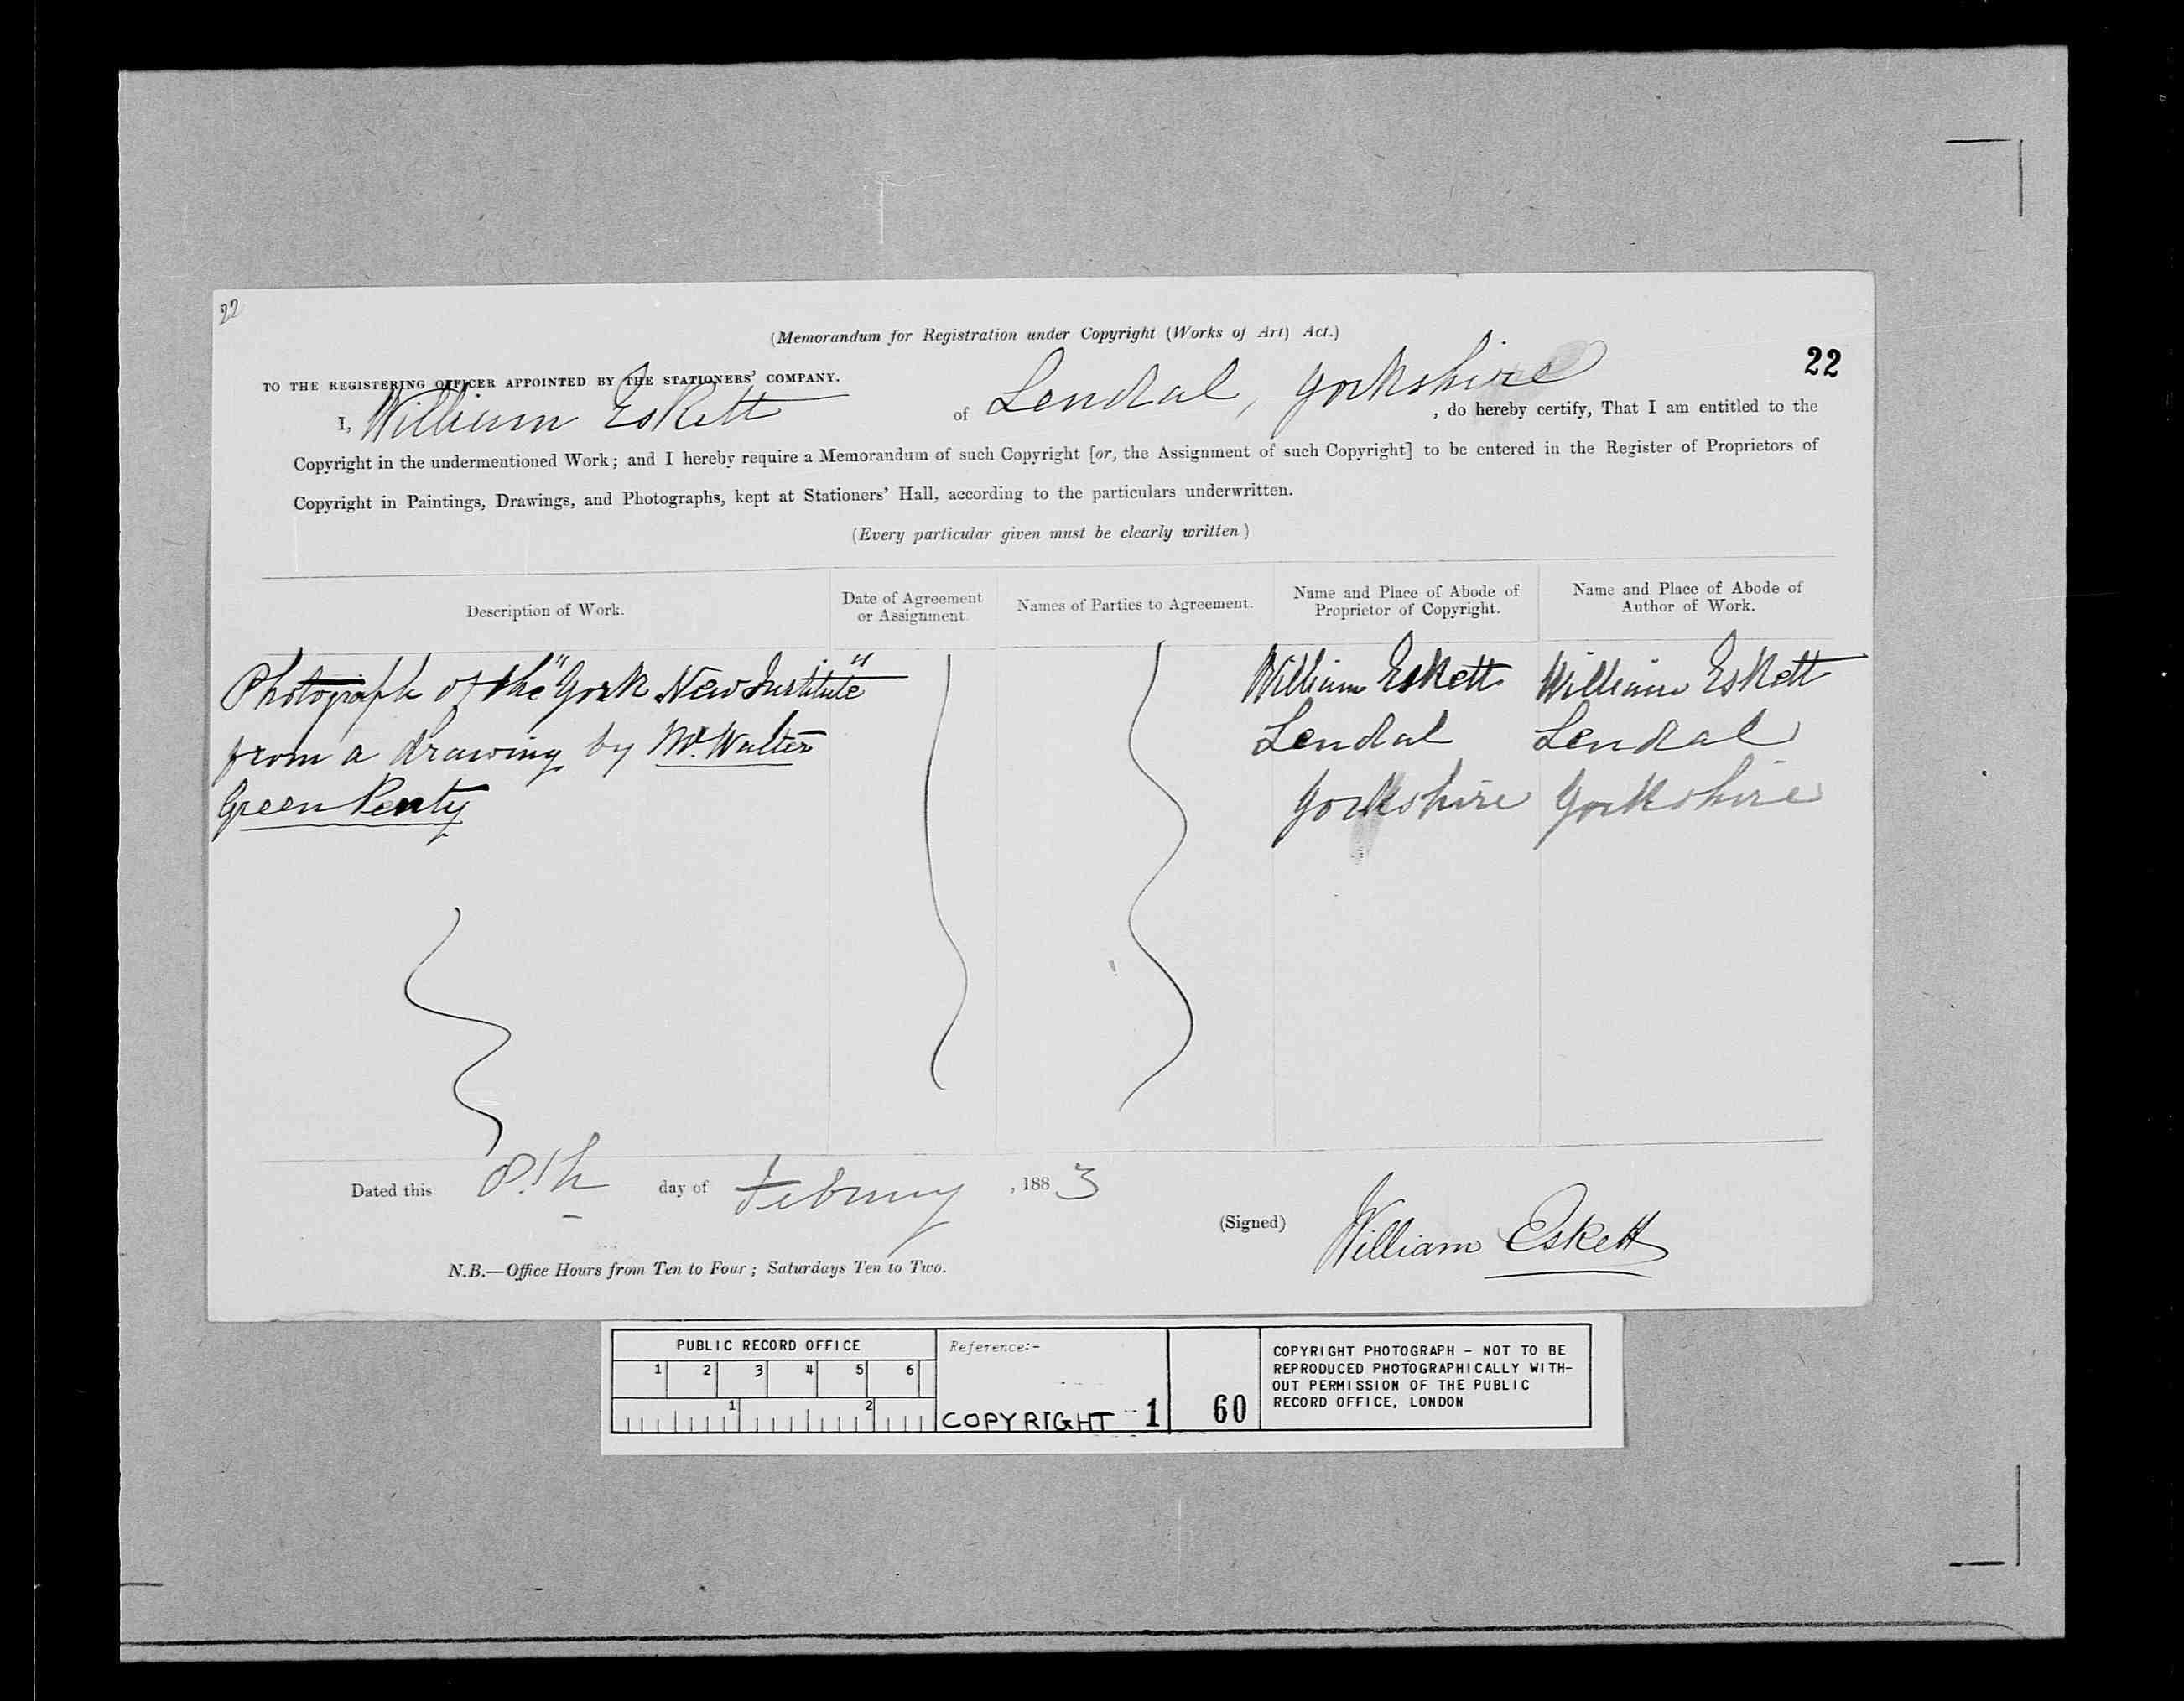 22
(Memorandum for Registration under Copyright (Works of Art) Act.)
22
TO THE REGISTERING OFFICER APPOINTED BY THE STATIONERS' COMPANY.
I, William Eskett of Lendal, Yorkshire, do hereby certify, That I am entitled to the
Copyright in the undermentioned Work; and I hereby require a Memorandum of such Copyright [or, the Assignment of such Copyright] to be entered in the Register of Proprietors of
Copyright in Paintings, Drawings, and Photographs, kept at Stationers' Hall, according to the particulars underwritten.
(Every particular given must be clearly written)
Description of Work.
Date of Agreement
or Assignment
Names of Parties to Agreement.
Name and Place of Abode of
Proprietor of Copyright.
Name and Place of Abode of
Author of Work.
Photograph of the "York New Institute"
from a drawing by Mr. Walter
Green Penty
William Eskett
Lendal
Yorkshire
William Eskett
Lendal
Yorkshire
Dated this 8th day of February, 1883
(Signed) William Eskett
N.B.—Office Hours from Ten to Four; Saturdays Ten to Two.
PUBLIC RECORD OFFICE
1 2 3 4 5 6
1 2
Reference:-
COPYRIGHT 1 60
COPYRIGHT PHOTOGRAPH - NOT TO BE
REPRODUCED PHOTOGRAPHICALLY WITH-
OUT PERMISSION OF THE PUBLIC
RECORD OFFICE, LONDON